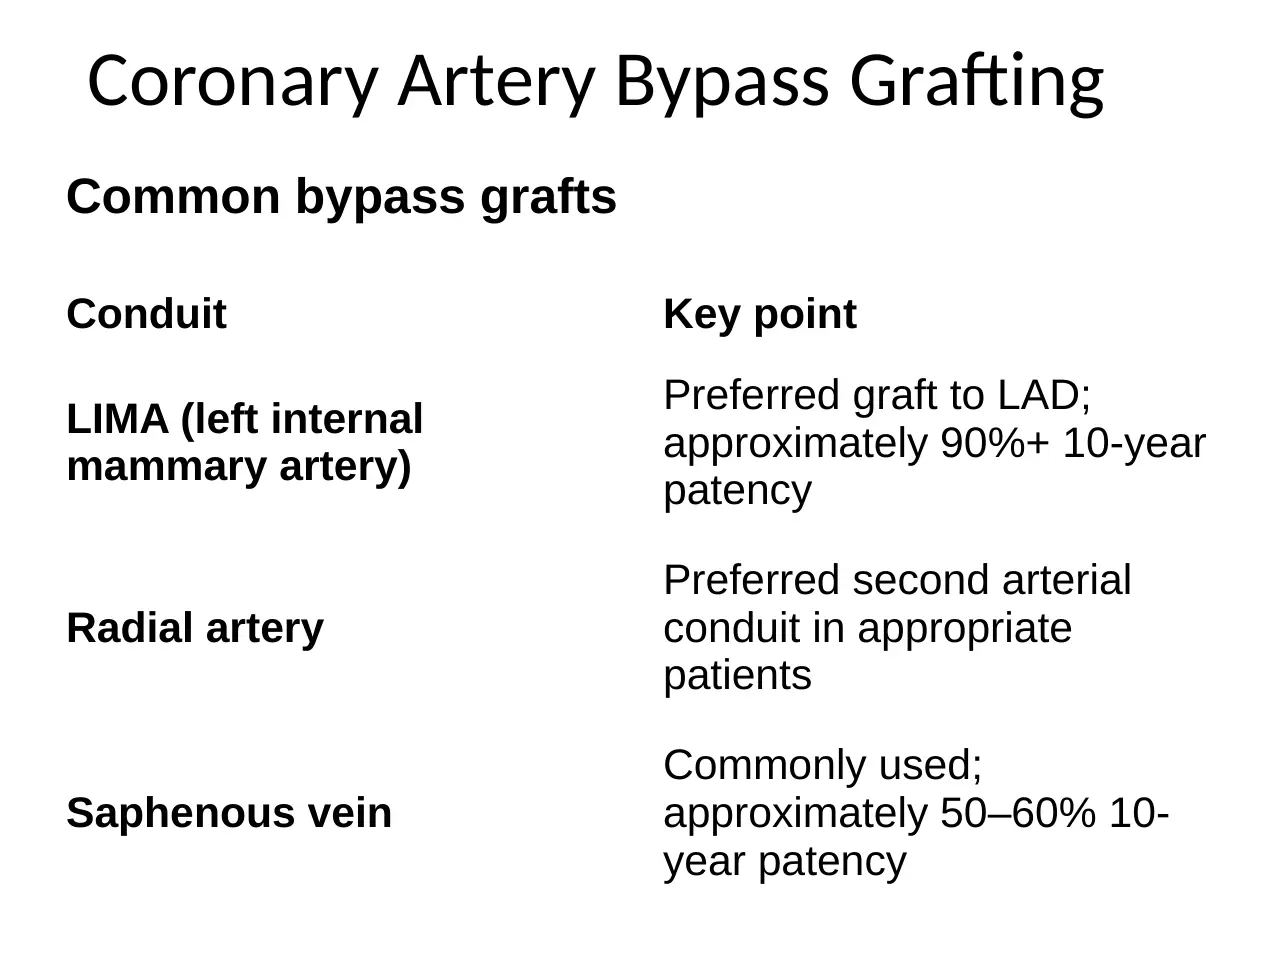 Coronary Artery Bypass Grafting
Common bypass grafts
Conduit
Key point
LIMA (left internal
mammary artery)
Preferred graft to LAD;
approximately 90%+ 10-year
patency
Radial artery
Preferred second arterial
conduit in appropriate
patients
Saphenous vein
Commonly used;
approximately 50–60% 10-
year patency